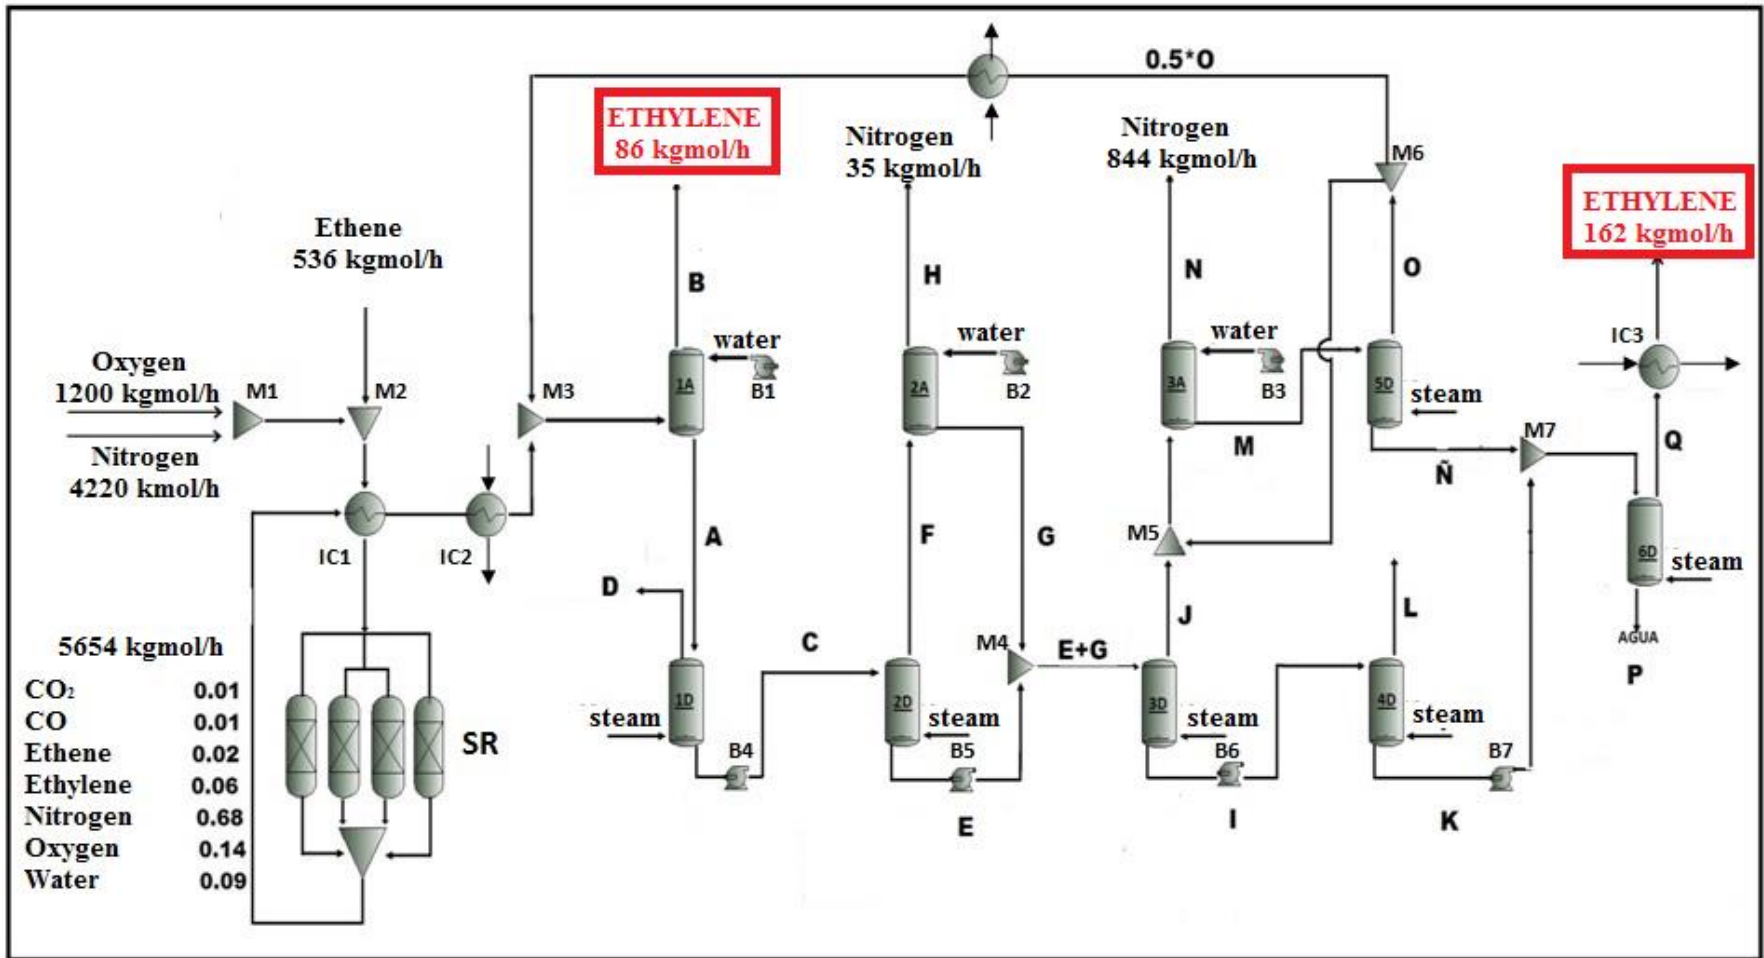 0.5*O
ETHYLENE
86 kgmol/h
Nitrogen
35 kgmol/h
Nitrogen
844 kgmol/h
M6
ETHYLENE
162 kgmol/h
Ethene
536 kgmol/h
B
H
N
O
water
water
water
IC3
Oxygen
1200 kgmol/h
M1
M2
M3
1A
B1
2A
B2
3A
B3
5D
steam
Nitrogen
4220 kmol/h
M
Ñ
M7
Q
IC1
IC2
A
F
G
M5
6D
steam
D
J
L
5654 kgmol/h
C
M4
E+G
AGUA
P
CO2 0.01
CO 0.01
Ethene 0.02
Ethylene 0.06
Nitrogen 0.68
Oxygen 0.14
Water 0.09
SR
steam
1D
B4
2D
steam
B5
3D
steam
B6
4D
steam
B7
E
I
K